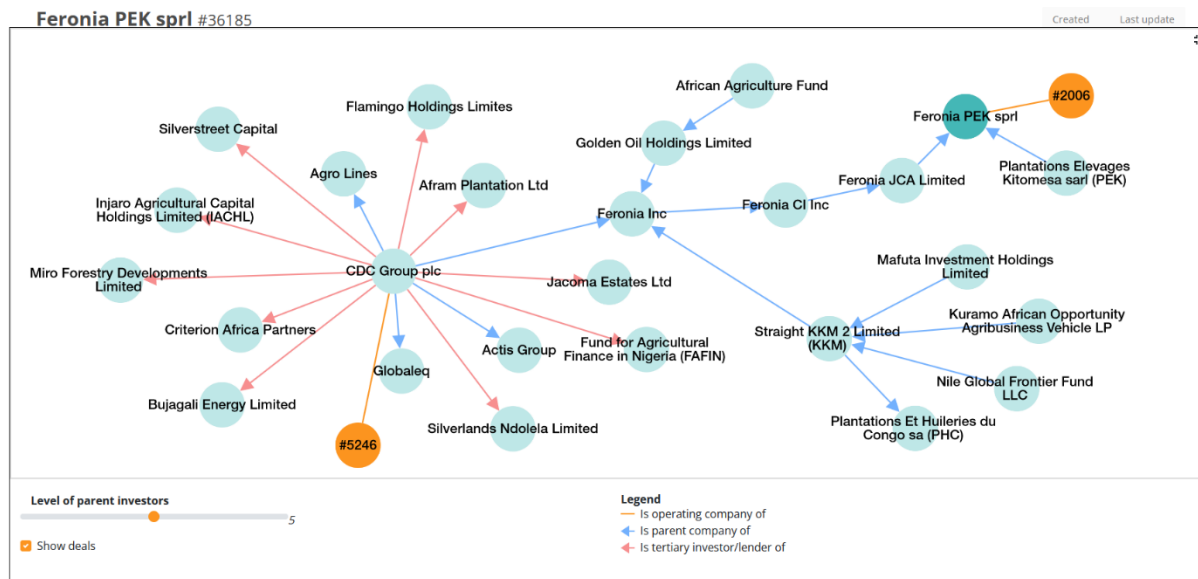 Feronia PEK sprl #36185
Created
Last update
African Agriculture Fund
#2006
Flamingo Holdings Limites
Feronia PEK sprl
Silverstreet Capital
Golden Oil Holdings Limited
Agro Lines
Afram Plantation Ltd
Feronia JCA Limited
Plantations Elevages
Kitomesa sarl (PEK)
Injaro Agricultural Capital
Holdings Limited (IACHL)
Feronia Inc
Feronia CI Inc
Miro Forestry Developments
Limited
CDC Group plc
Jacoma Estates Ltd
Mafuta Investment Holdings
Limited
Criterion Africa Partners
Straight KKM 2 Limited
(KKM)
Kuramo African Opportunity
Agribusiness Vehicle LP
Globaleq
Actis Group
Fund for Agricultural
Finance in Nigeria (FAFIN)
Nile Global Frontier Fund
LLC
Bujagali Energy Limited
Silverlands Ndolela Limited
Plantations Et Huileries du
Congo sa (PHC)
#5246
Level of parent investors
5
Show deals
Legend
Is operating company of
Is parent company of
Is tertiary investor/lender of